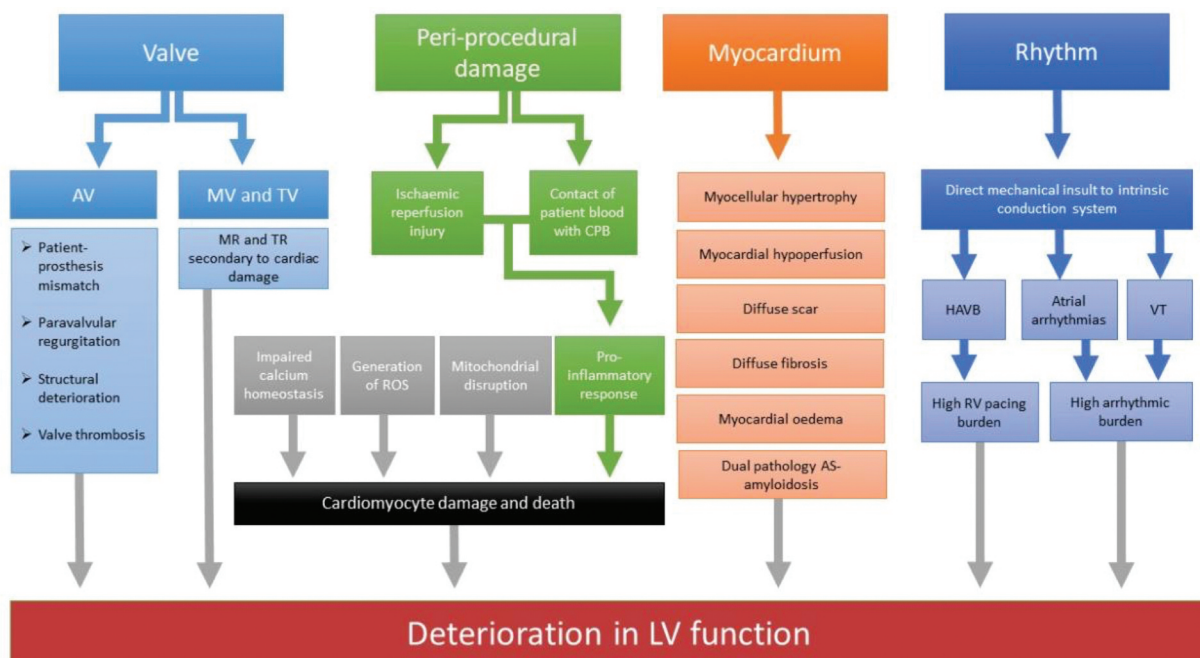 Valve
AV
Patient-
prosthesis
mismatch
Paravalvular
regurgitation
Structural
deterioration
Valve thrombosis
MV and TV
MR and TR
secondary to cardiac
damage
Peri-procedural
damage
Ischaemic
reperfusion
injury
Contact of
patient blood
with CPB
Impaired
calcium
homeostasis
Generation
of ROS
Mitochondrial
disruption
Pro-
inflammatory
response
Cardiomyocyte damage and death
Myocardium
Myocellular hypertrophy
Myocardial hypoperfusion
Diffuse scar
Diffuse fibrosis
Myocardial oedema
Dual pathology AS-
amyloidosis
Rhythm
Direct mechanical insult to intrinsic
conduction system
HAVB
Atrial
arrhythmias
VT
High RV pacing
burden
High arrhythmic
burden
Deterioration in LV function